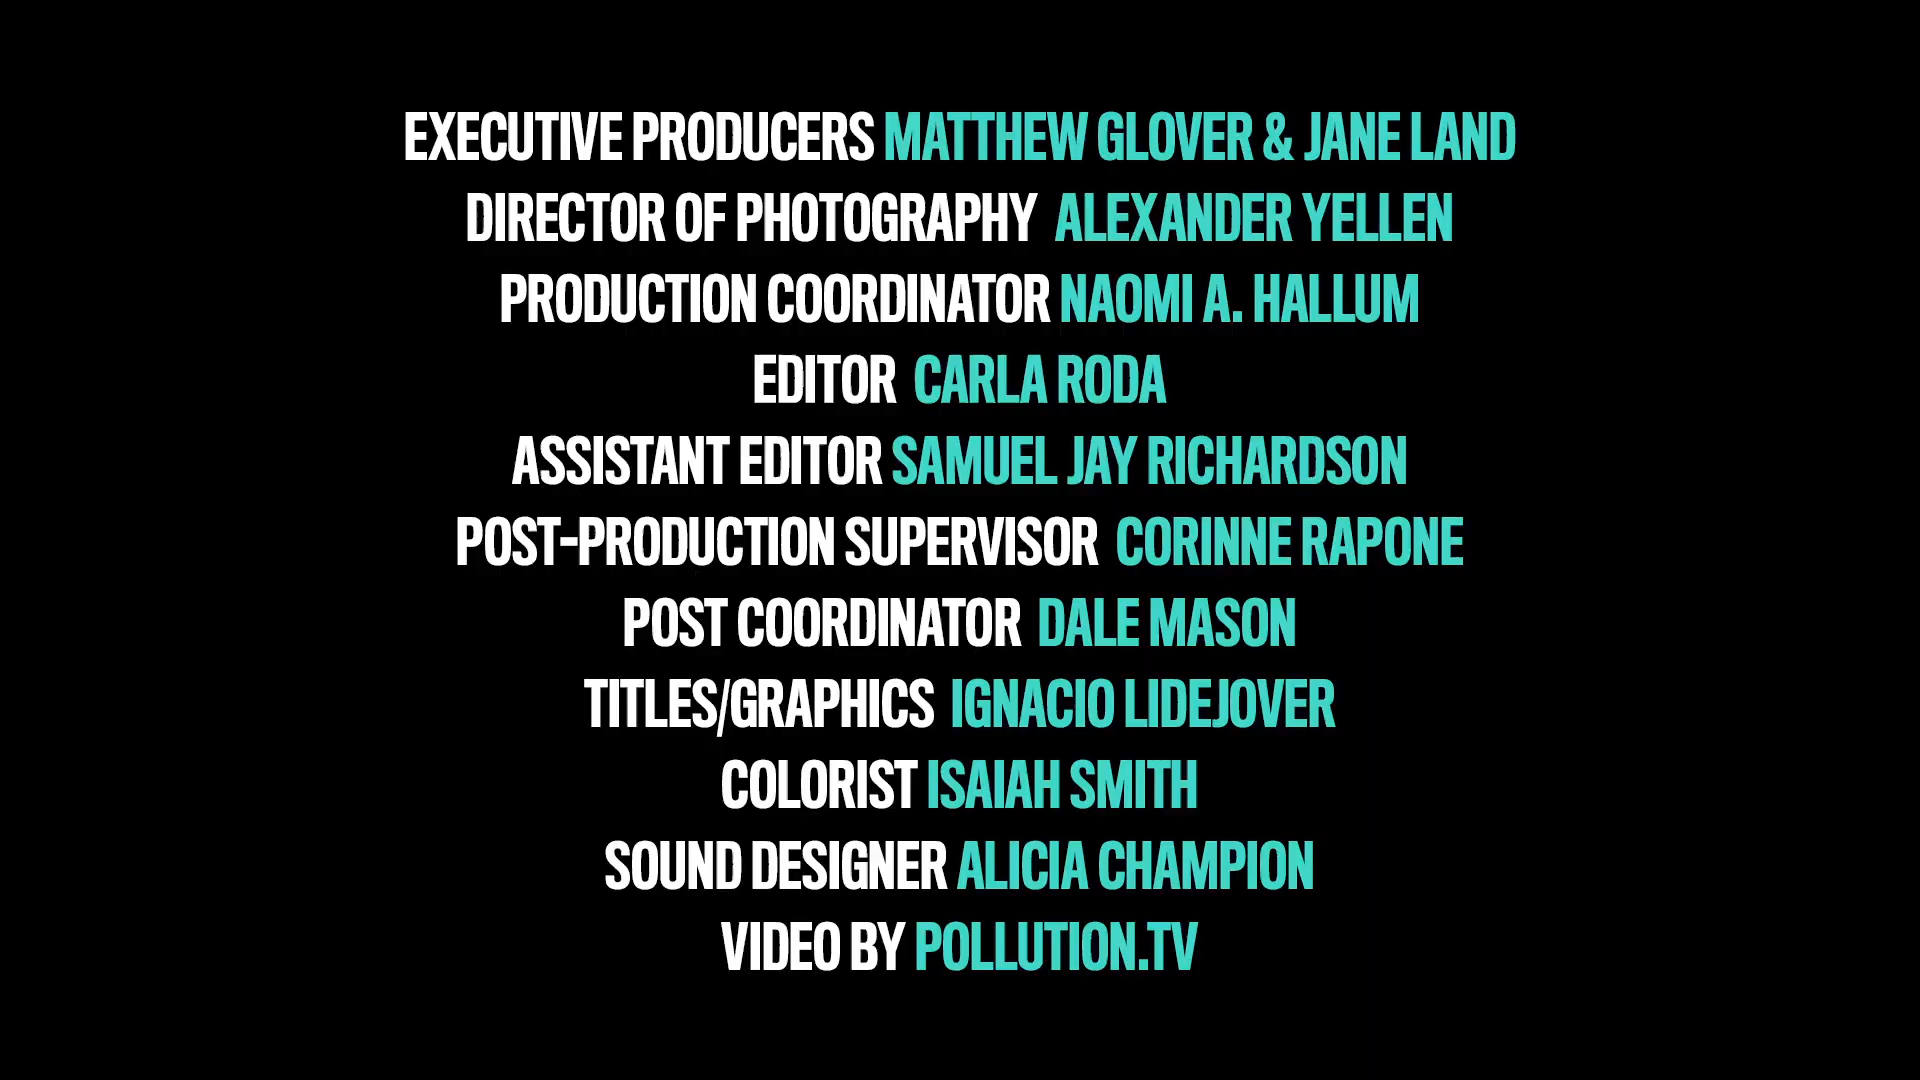 EXECUTIVE PRODUCERS MATTHEW GLOVER & JANE LAND
DIRECTOR OF PHOTOGRAPHY ALEXANDER YELLEN
PRODUCTION COORDINATOR NAOMI A. HALLUM
EDITOR CARLA RODA
ASSISTANT EDITOR SAMUEL JAY RICHARDSON
POST-PRODUCTION SUPERVISOR CORINNE RAPONE
POST COORDINATOR DALE MASON
TITLES/GRAPHICS IGNACIO LIDEJOVER
COLORIST ISAIAH SMITH
SOUND DESIGNER ALICIA CHAMPION
VIDEO BY POLLUTION.TV